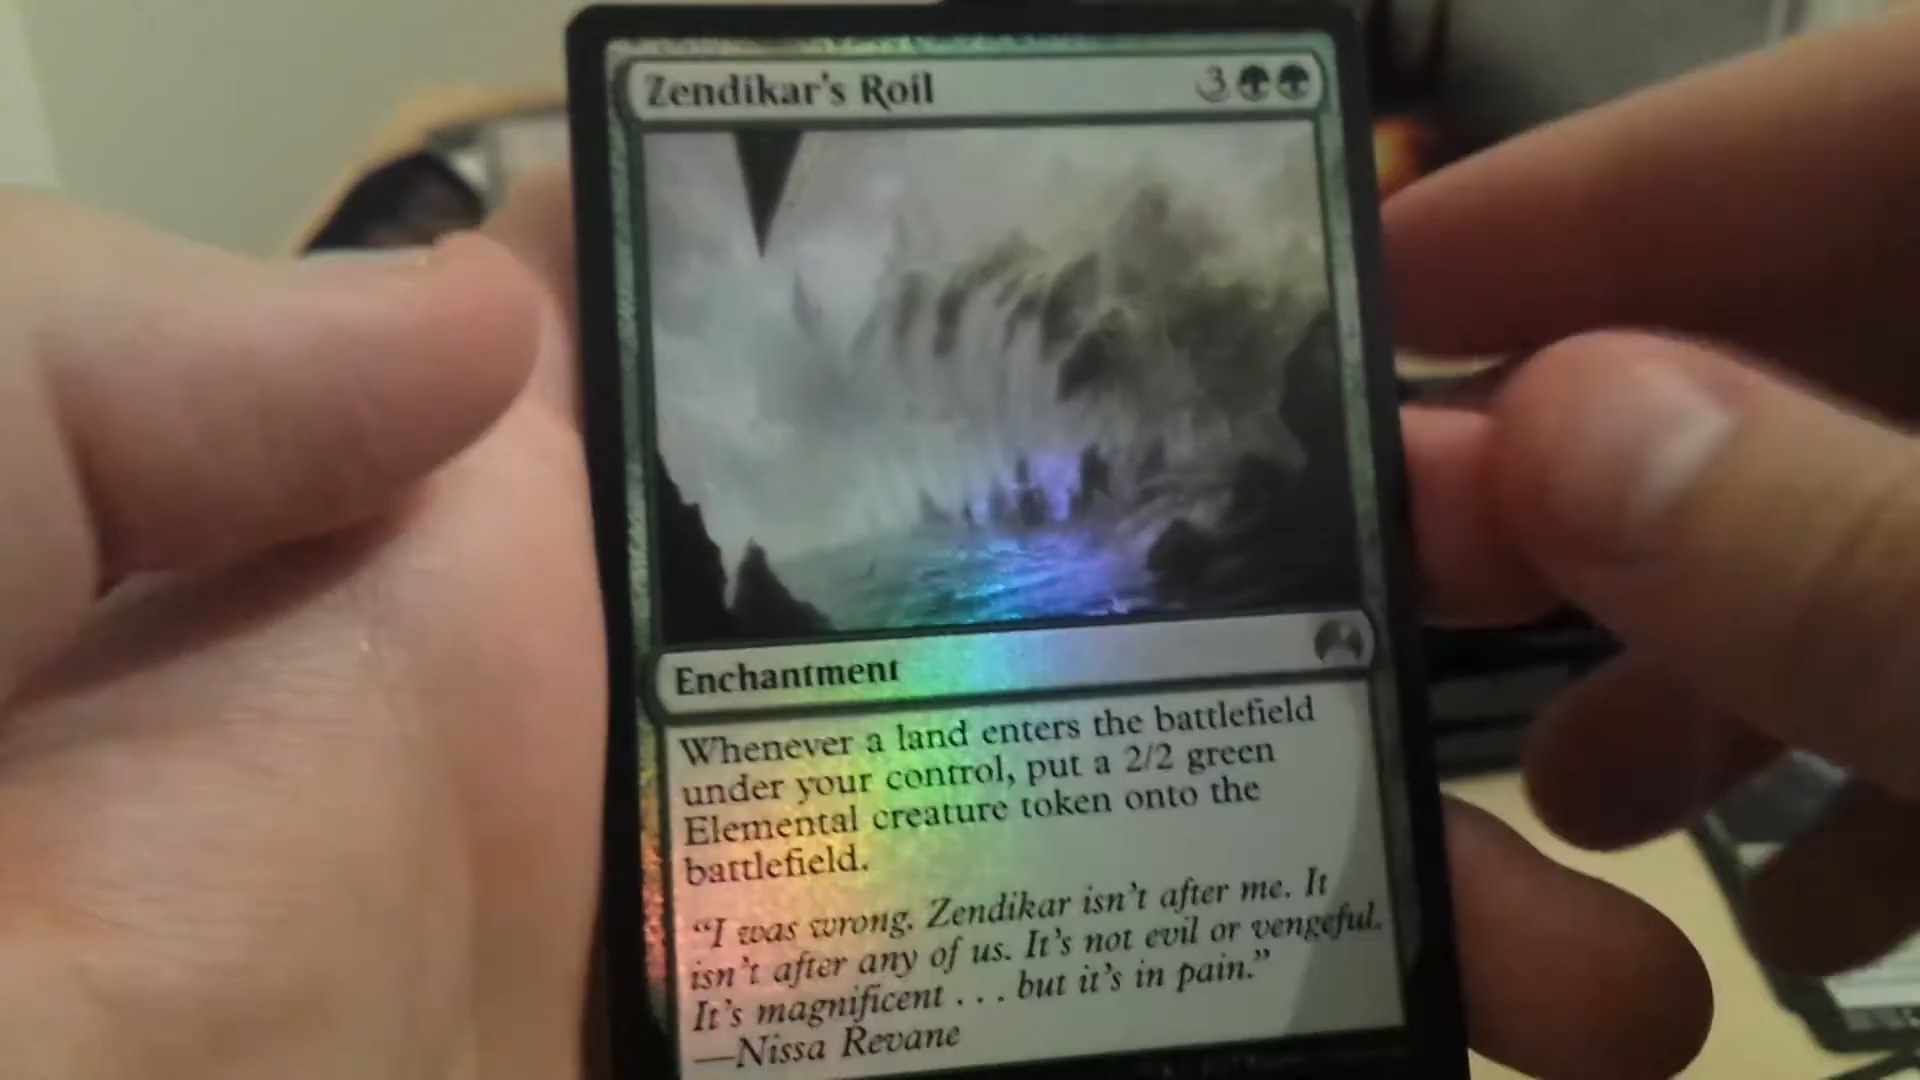 Zendikar's Roil 3
Enchantment
Whenever a land enters the battlefield
under your control, put a 2/2 green
Elemental creature token onto the
battlefield.
"I was wrong. Zendikar isn't after me. It
isn't after any of us. It's not evil or vengeful.
It's magnificent . . . but it's in pain."
—Nissa Revane